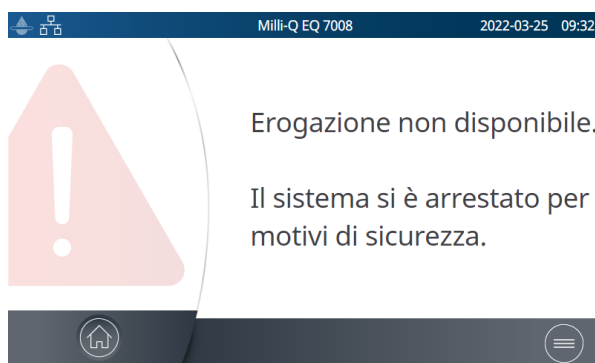 Milli-Q EQ 7008 2022-03-25 09:32
Erogazione non disponibile.
Il sistema si è arrestato per
motivi di sicurezza.